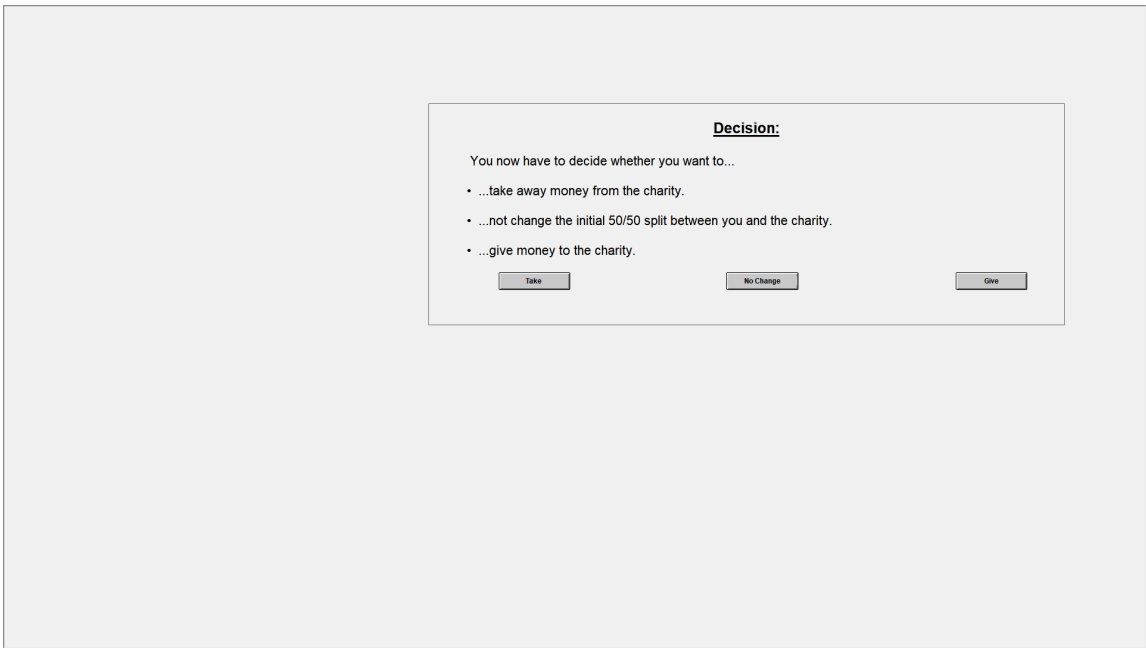 Decision:
You now have to decide whether you want to...
• ...take away money from the charity.
• ...not change the initial 50/50 split between you and the charity.
• ...give money to the charity.
Take No Change Give